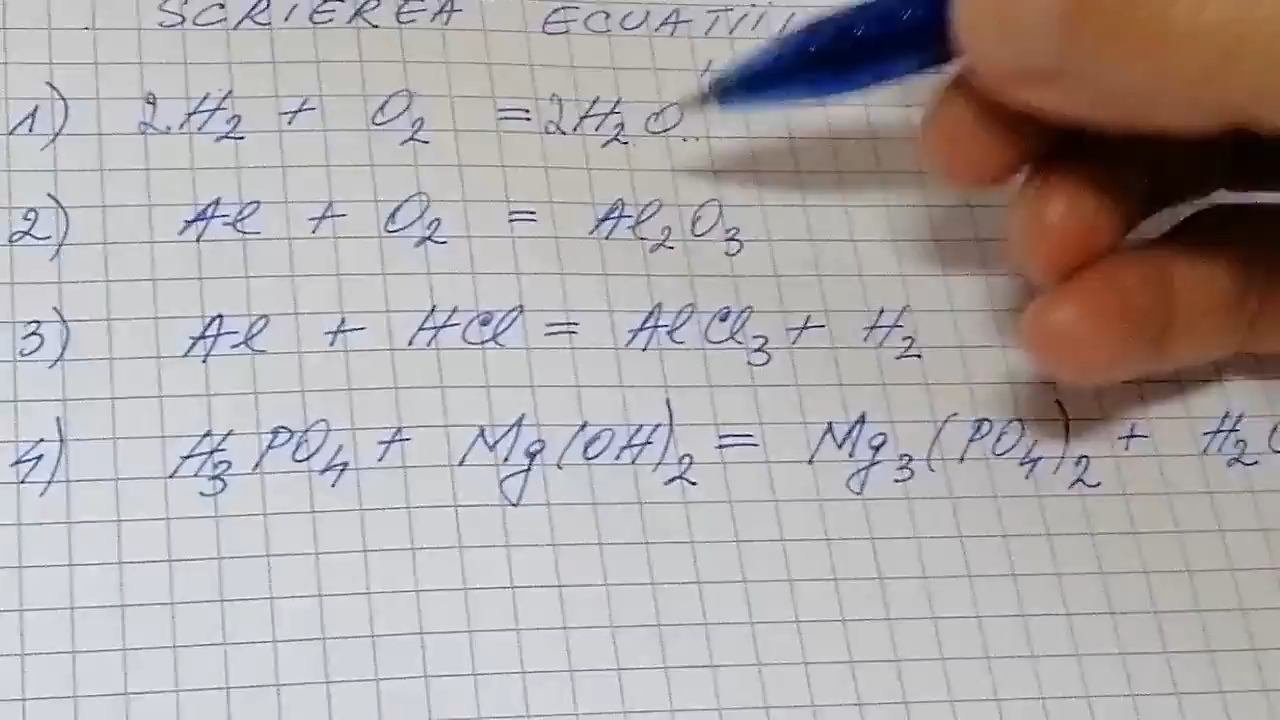 SCRIEREA ECUATII
1) 2H₂ + O₂ = 2H₂O
2) Al + O₂ = Al₂O₃
3) Al + HCl = AlCl₃ + H₂
4) H₃PO₄ + Mg(OH)₂ = Mg₃(PO₄)₂ + H₂O